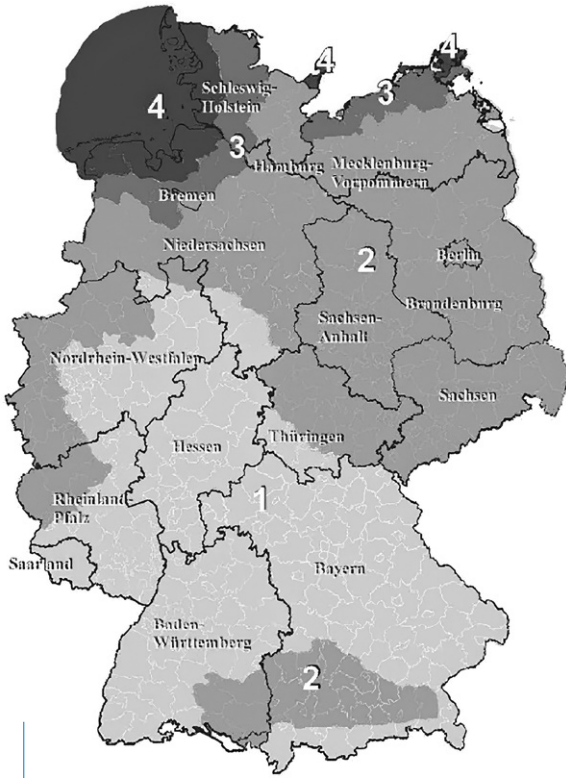 4
4
3
4
Schleswig-
Holstein
3
Hamburg
Mecklenburg-
Vorpommern
Bremen
Niedersachsen
2
Berlin
Brandenburg
Sachsen-
Anhalt
Nordrhein-Westfalen
Sachsen
Hessen
Thüringen
1
Rheinland-
Pfalz
Saarland
Bayern
Baden-
Württemberg
2